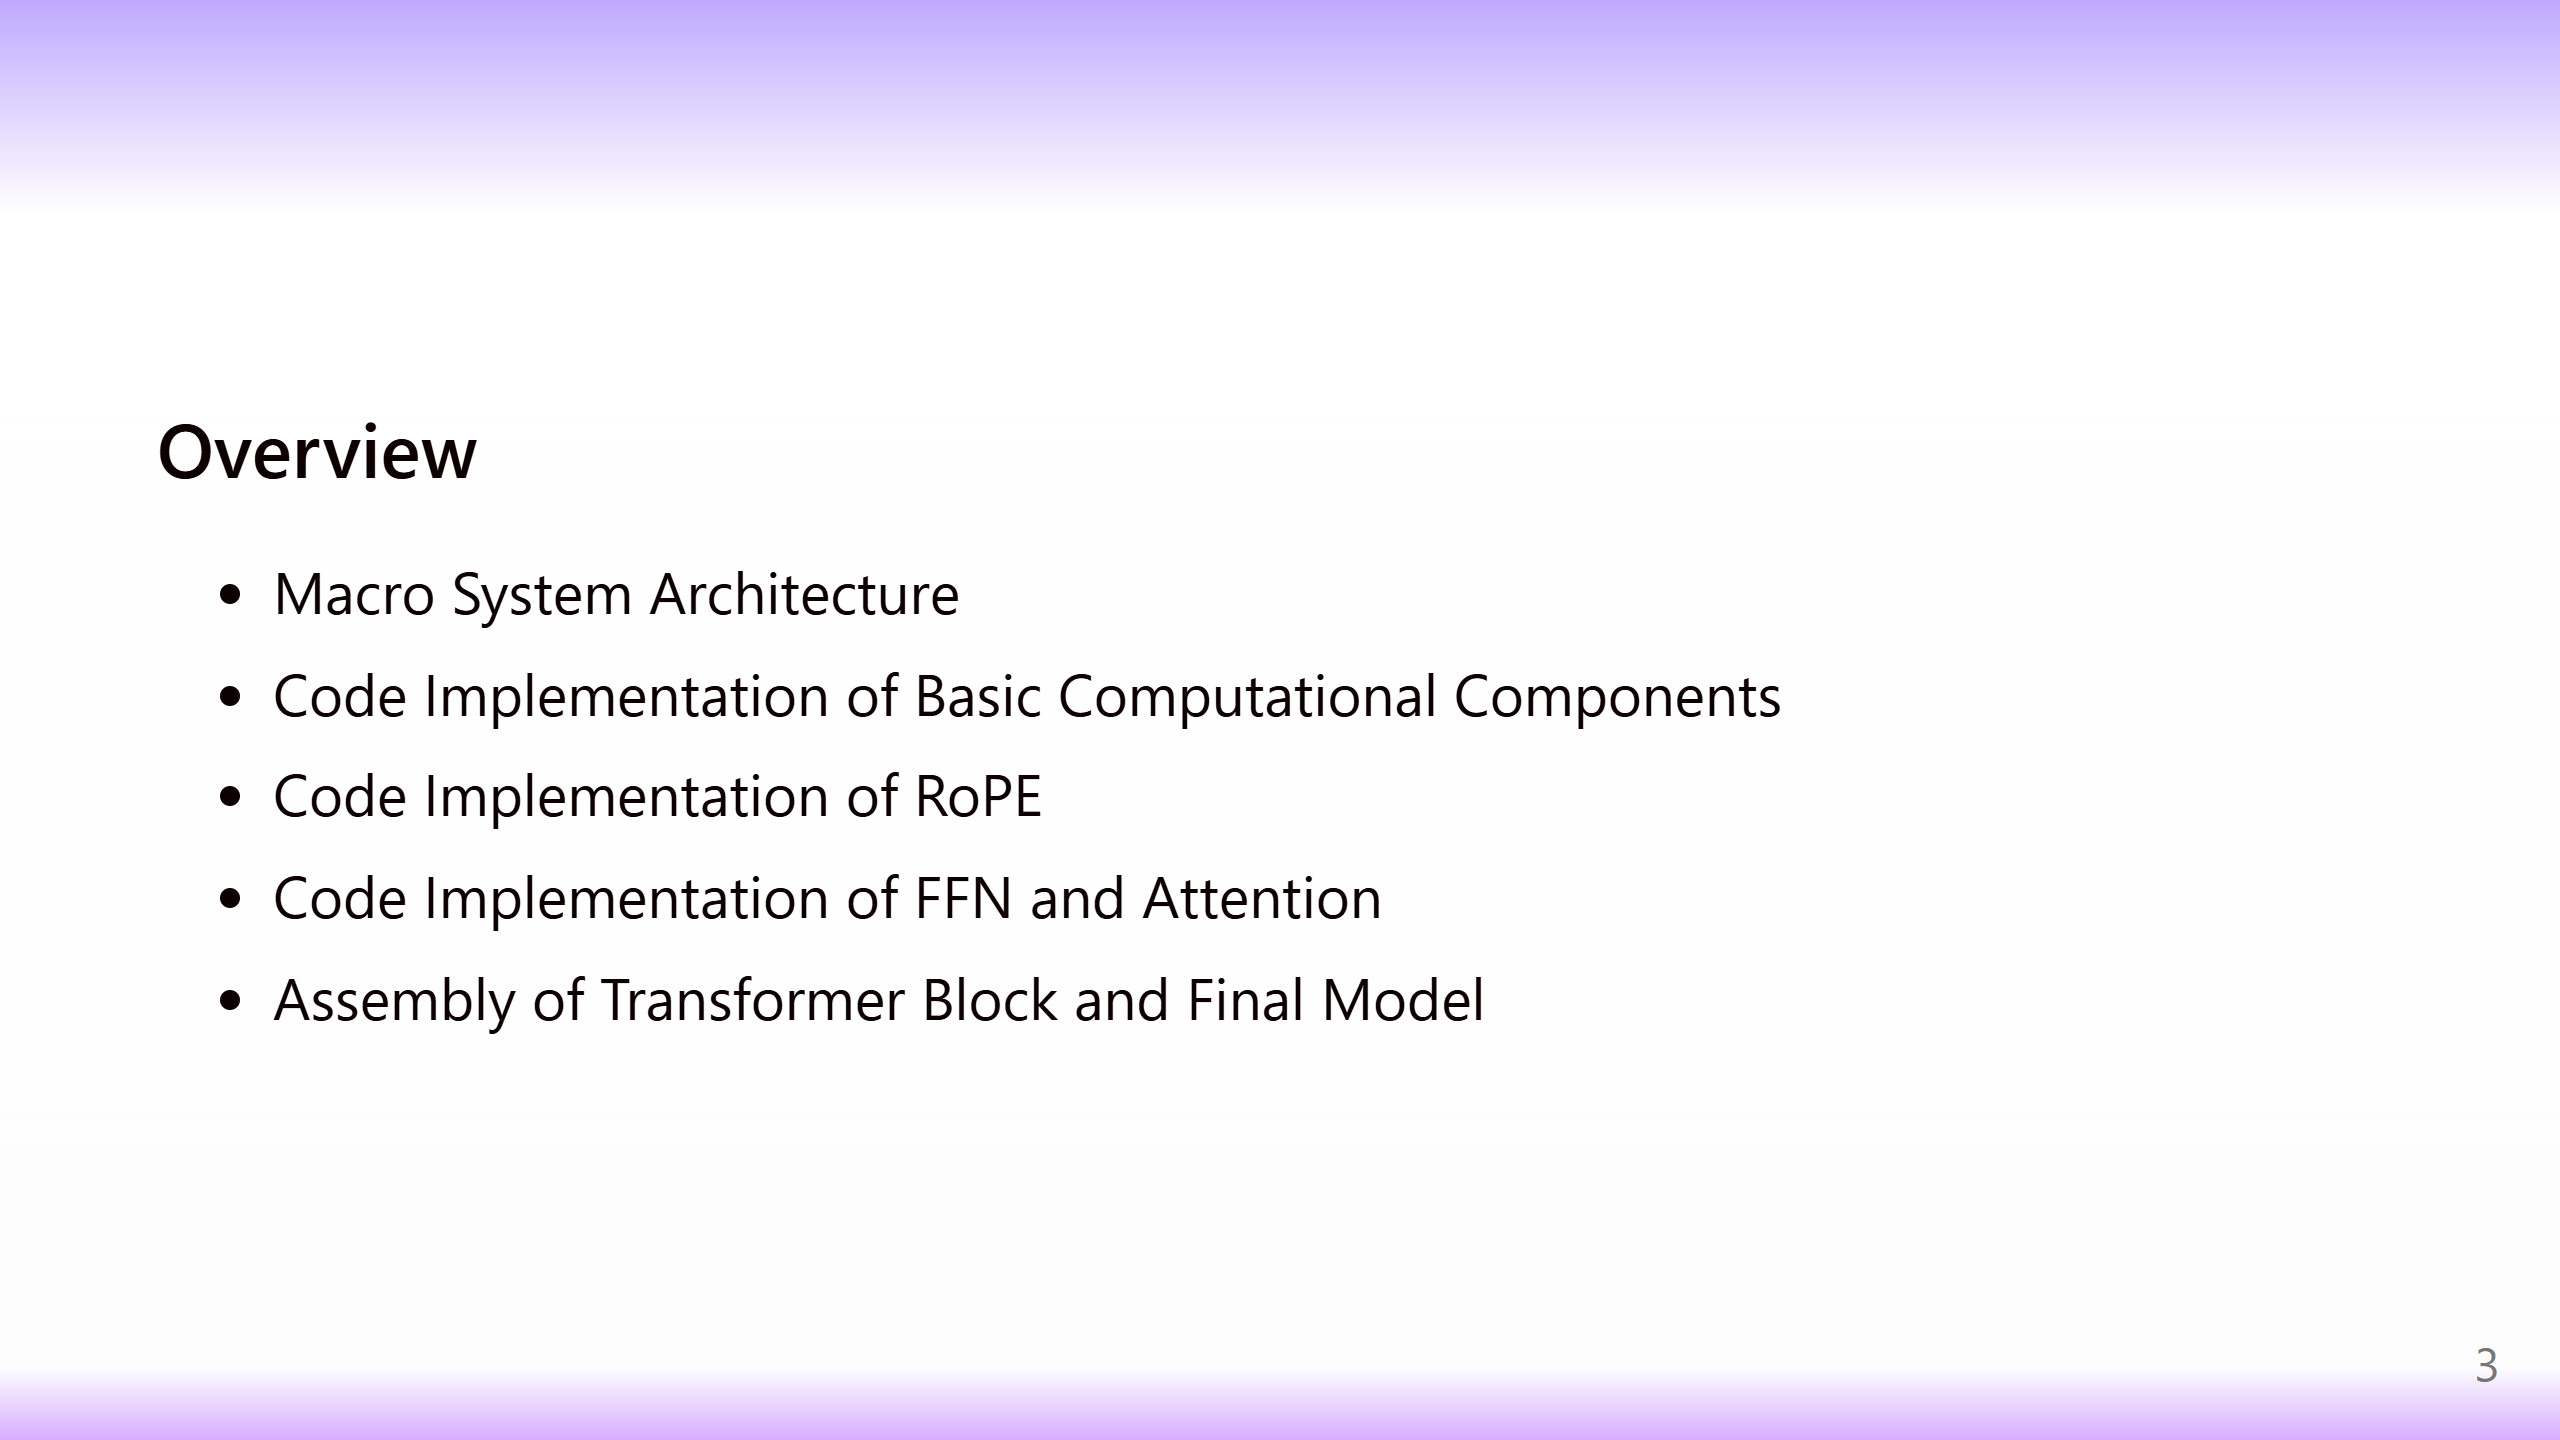 Overview
• Macro System Architecture
• Code Implementation of Basic Computational Components
• Code Implementation of RoPE
• Code Implementation of FFN and Attention
• Assembly of Transformer Block and Final Model
3